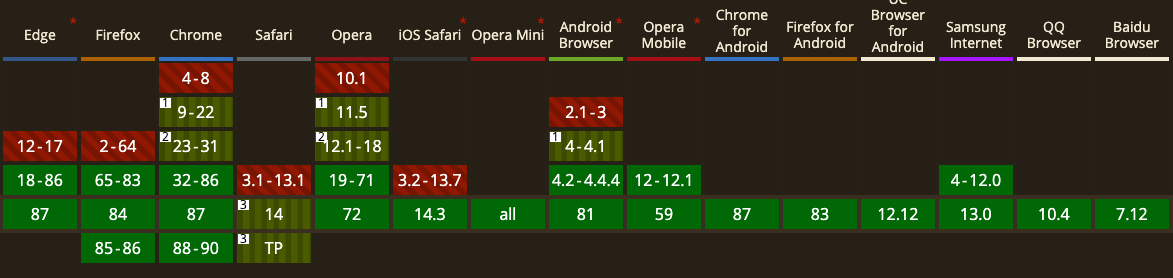 Edge * Firefox Chrome Safari Opera iOS Safari * Opera Mini * Android Browser * Opera Mobile * Chrome for Android Firefox for Android UC Browser for Android Samsung Internet QQ Browser Baidu Browser
4-8 10.1
1 9-22 1 11.5 2.1-3
12-17 2-64 2 23-31 2 12.1-18 1 4-4.1
18-86 65-83 32-86 3.1-13.1 19-71 3.2-13.7 4.2-4.4.4 12-12.1 4-12.0
87 84 87 3 14 72 14.3 all 81 59 87 83 12.12 13.0 10.4 7.12
85-86 88-90 3 TP